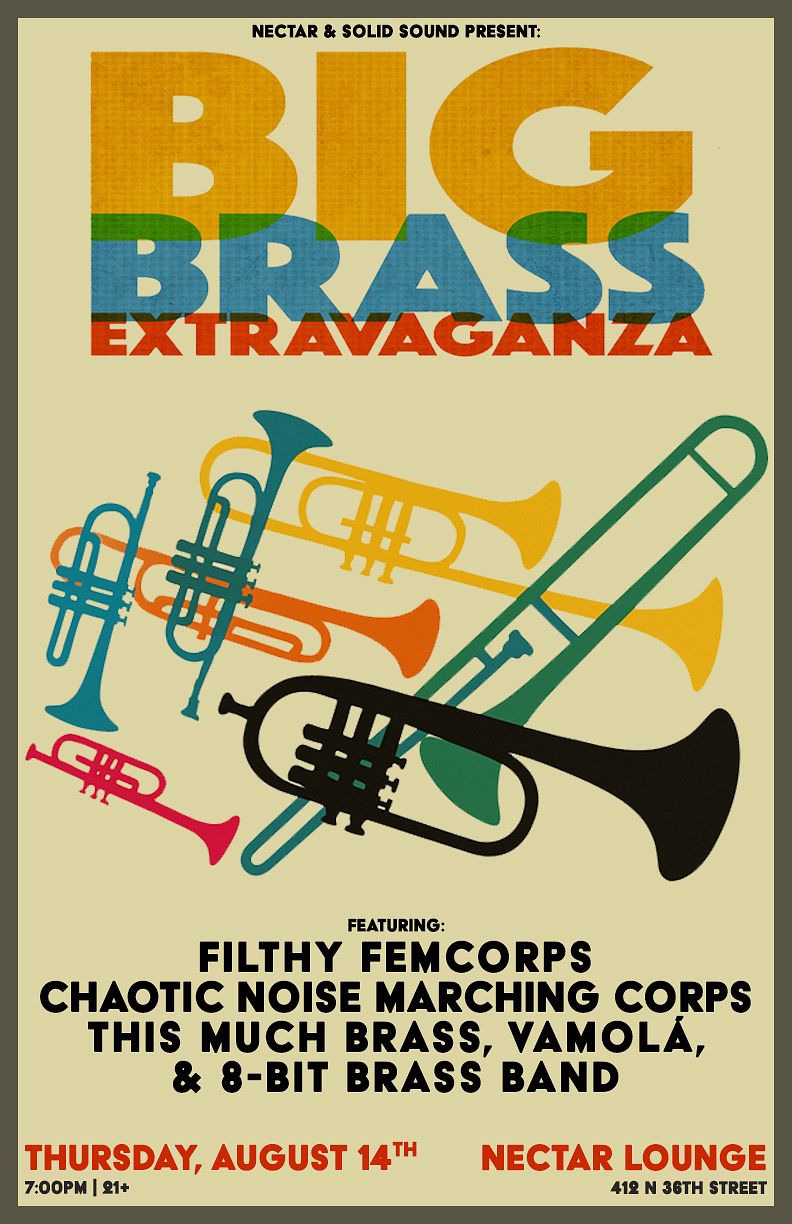 NECTAR & SOLID SOUND PRESENT:
BIG
BRASS
EXTRAVAGANZA
FEATURING:
FILTHY FEMCORPS
CHAOTIC NOISE MARCHING CORPS
THIS MUCH BRASS, VAMOLÁ,
& 8-BIT BRASS BAND
THURSDAY, AUGUST 14TH
NECTAR LOUNGE
7:00PM | 21+
412 N 36TH STREET